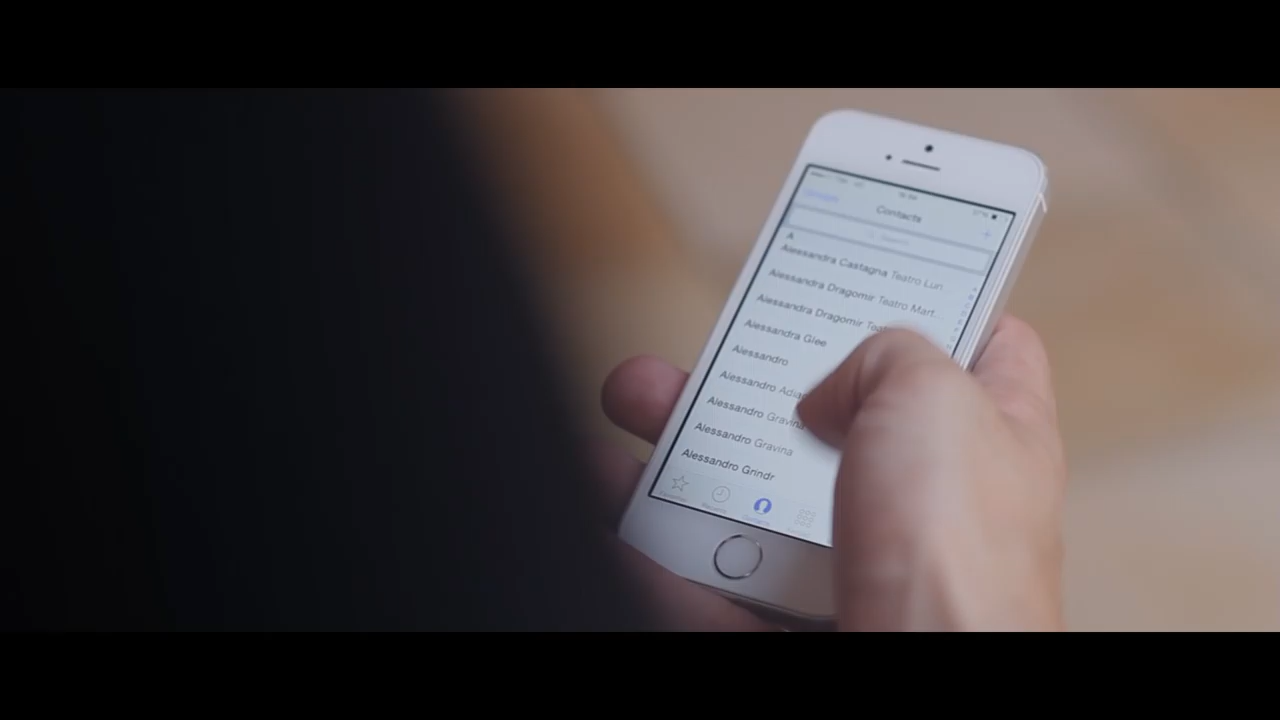 Contacts
A
Alessandra Castagna Teatro Lun...
Alessandra Dragomir Teatro Mart...
Alessandra Dragomir
Alessandra Glee
Alessandro
Alessandro
Alessandro Gravina
Alessandro Gravina
Alessandro Grindr